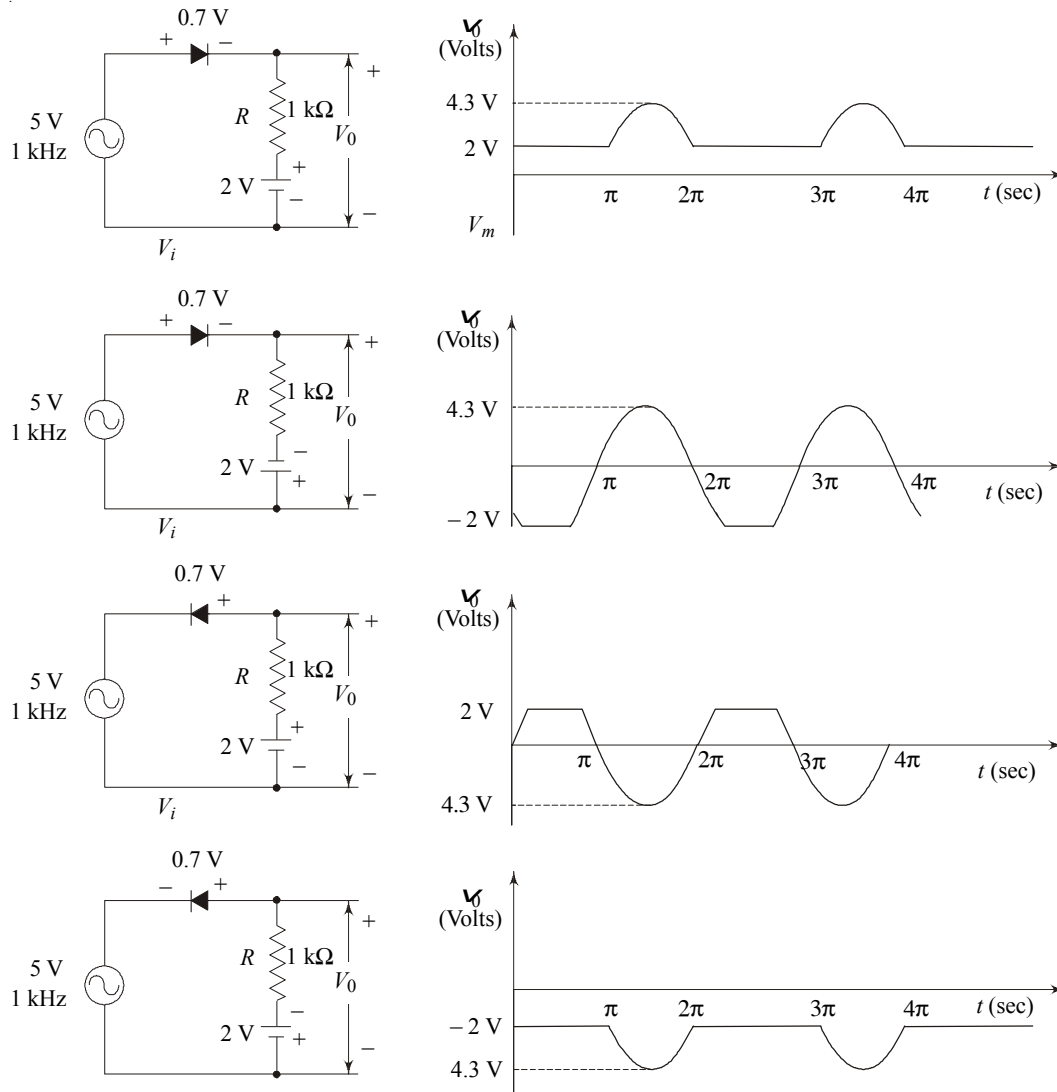 0.7 V
+ −
+
5 V
1 kHz
R
1 kΩ
V0
+
2 V
−
−
Vi
V0
(Volts)
4.3 V
2 V
π 2π 3π 4π t (sec)
Vm
0.7 V
+ −
+
5 V
1 kHz
R
1 kΩ
V0
−
2 V
+
−
Vi
V0
(Volts)
4.3 V
π 2π 3π 4π
t (sec)
− 2 V
0.7 V
+
+
5 V
1 kHz
R
1 kΩ
V0
+
2 V
−
−
Vi
V0
(Volts)
2 V
π 2π 3π 4π
t (sec)
4.3 V
0.7 V
− +
+
5 V
1 kHz
R
1 kΩ
V0
−
2 V
+
−
V0
(Volts)
π 2π 3π 4π t (sec)
− 2 V
4.3 V